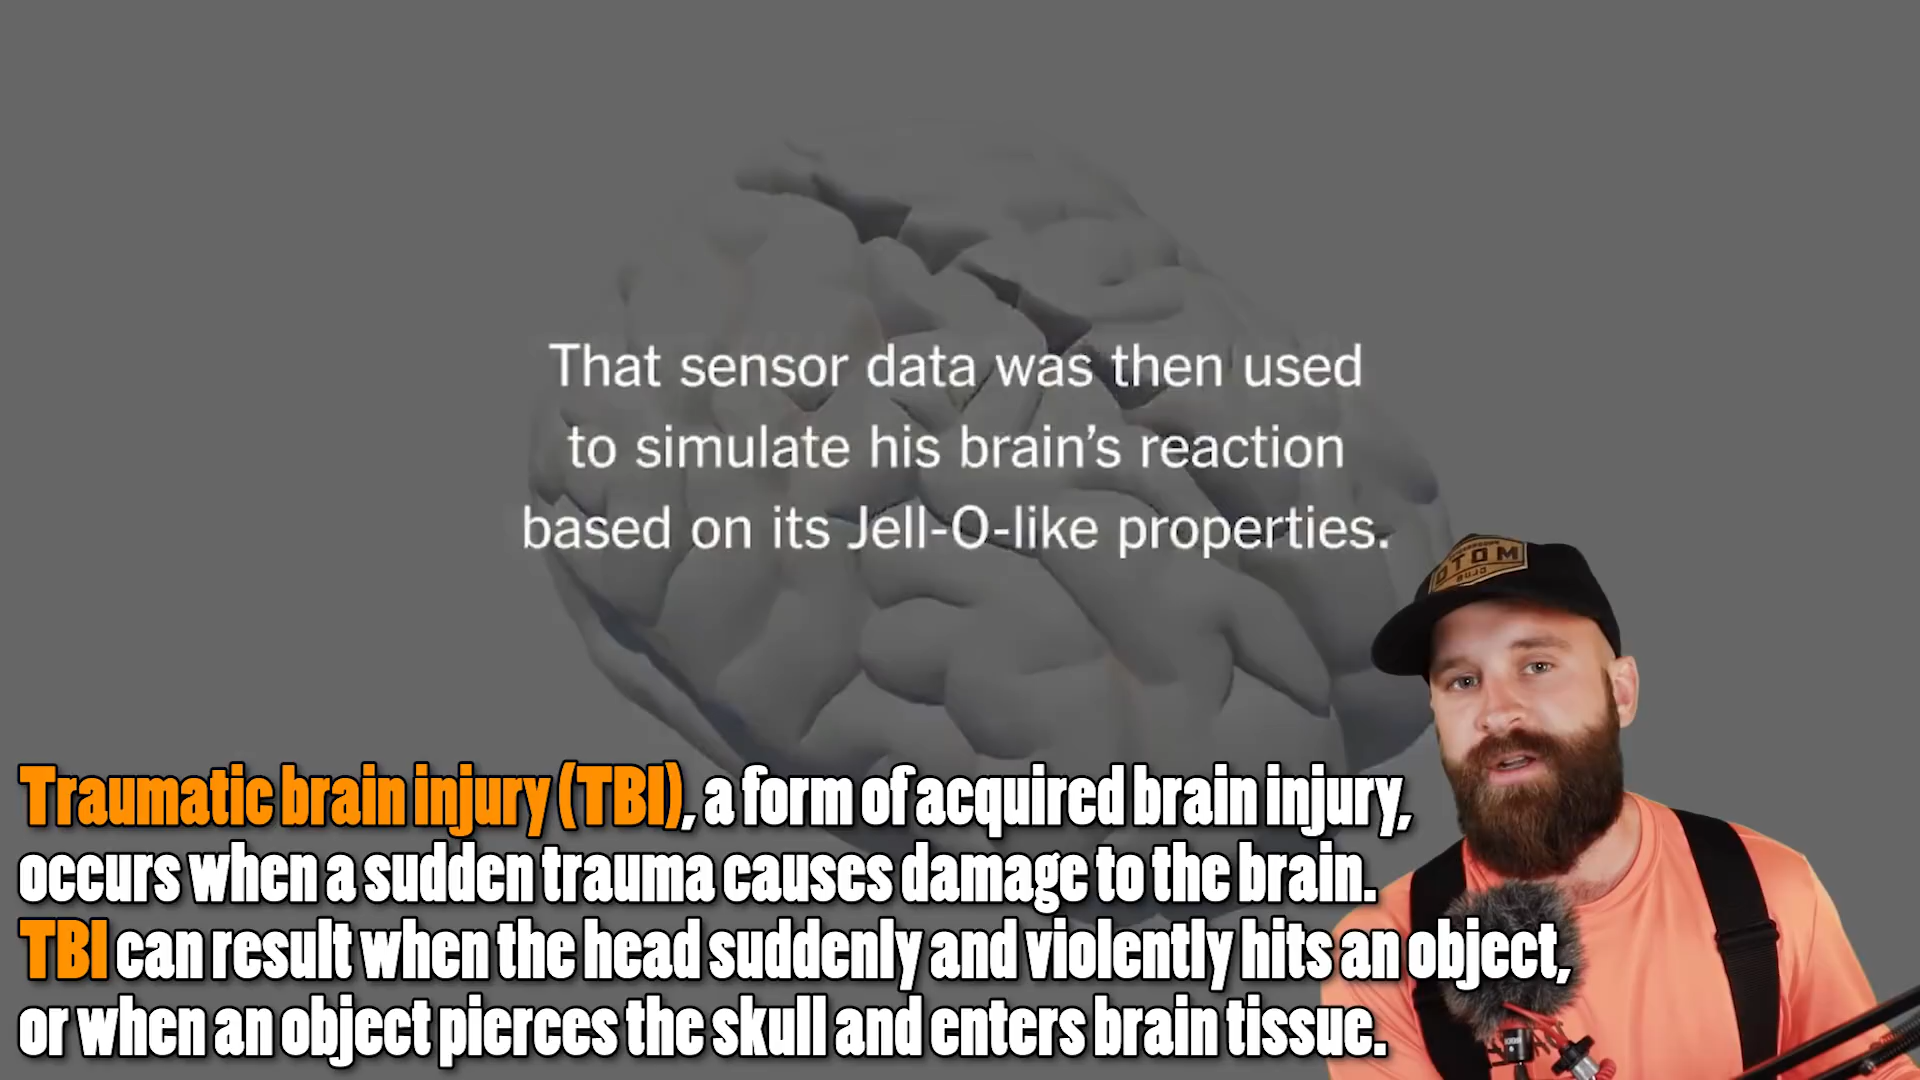 That sensor data was then used
to simulate his brain's reaction
based on its Jell-O-like properties.
DTOM
Traumatic brain injury (TBI), a form of acquired brain injury,
occurs when a sudden trauma causes damage to the brain.
TBI can result when the head suddenly and violently hits an object,
or when an object pierces the skull and enters brain tissue.